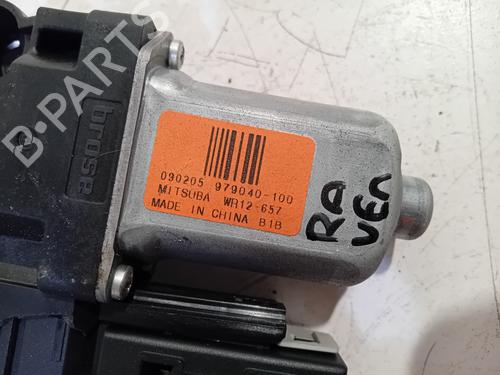 B-PARTS
brose
090205 979040-100
MITSUBA WR12-657
MADE IN CHINA B1B
RA
VEN